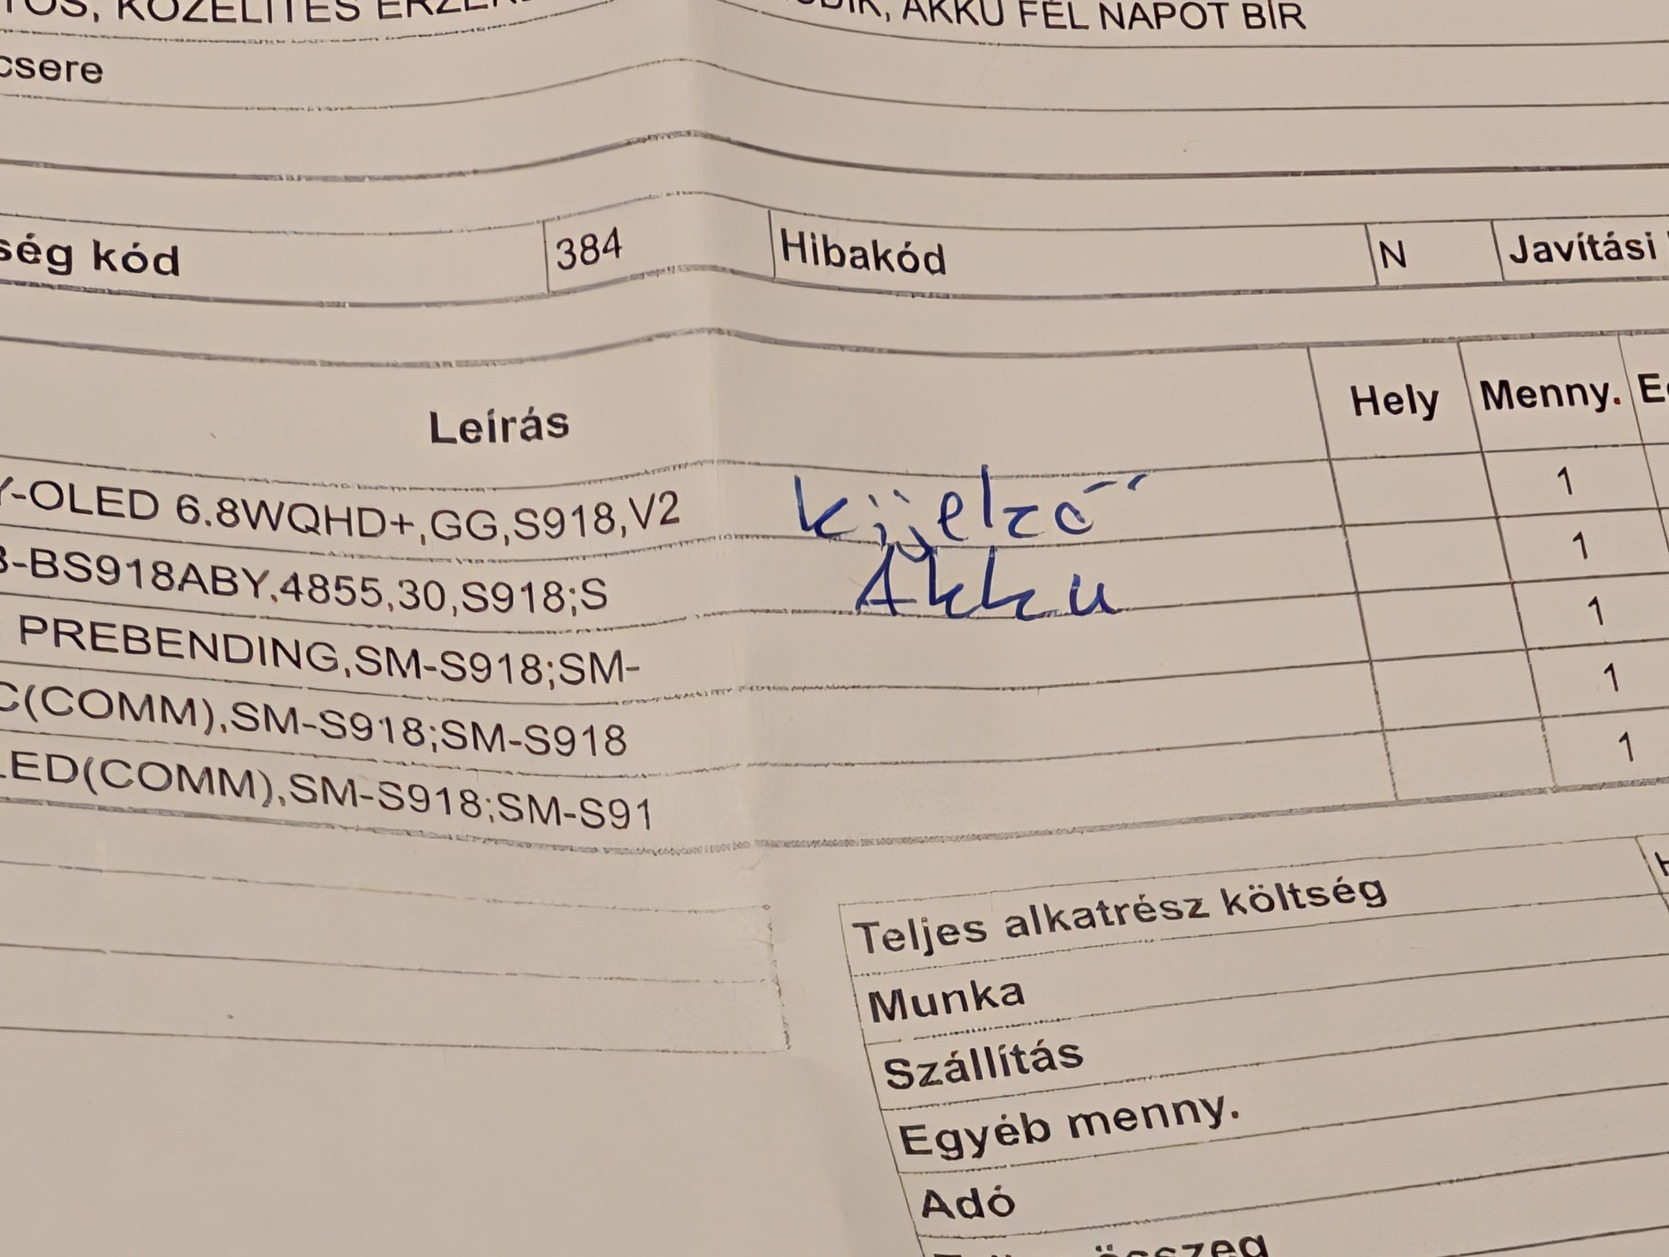 KÖZELÍTÉS
AKKU FÉL NAPOT BÍR
csere
ség kód 384 Hibakód N Javítási
Leírás Hely Menny.
Y-OLED 6.8WQHD+,GG,S918,V2 kijelző 1
-BS918ABY,4855,30,S918;S Akku 1
PREBENDING,SM-S918;SM- 1
C(COMM),SM-S918;SM-S918 1
LED(COMM),SM-S918;SM-S91 1
Teljes alkatrész költség
Munka
Szállítás
Egyéb menny.
Adó